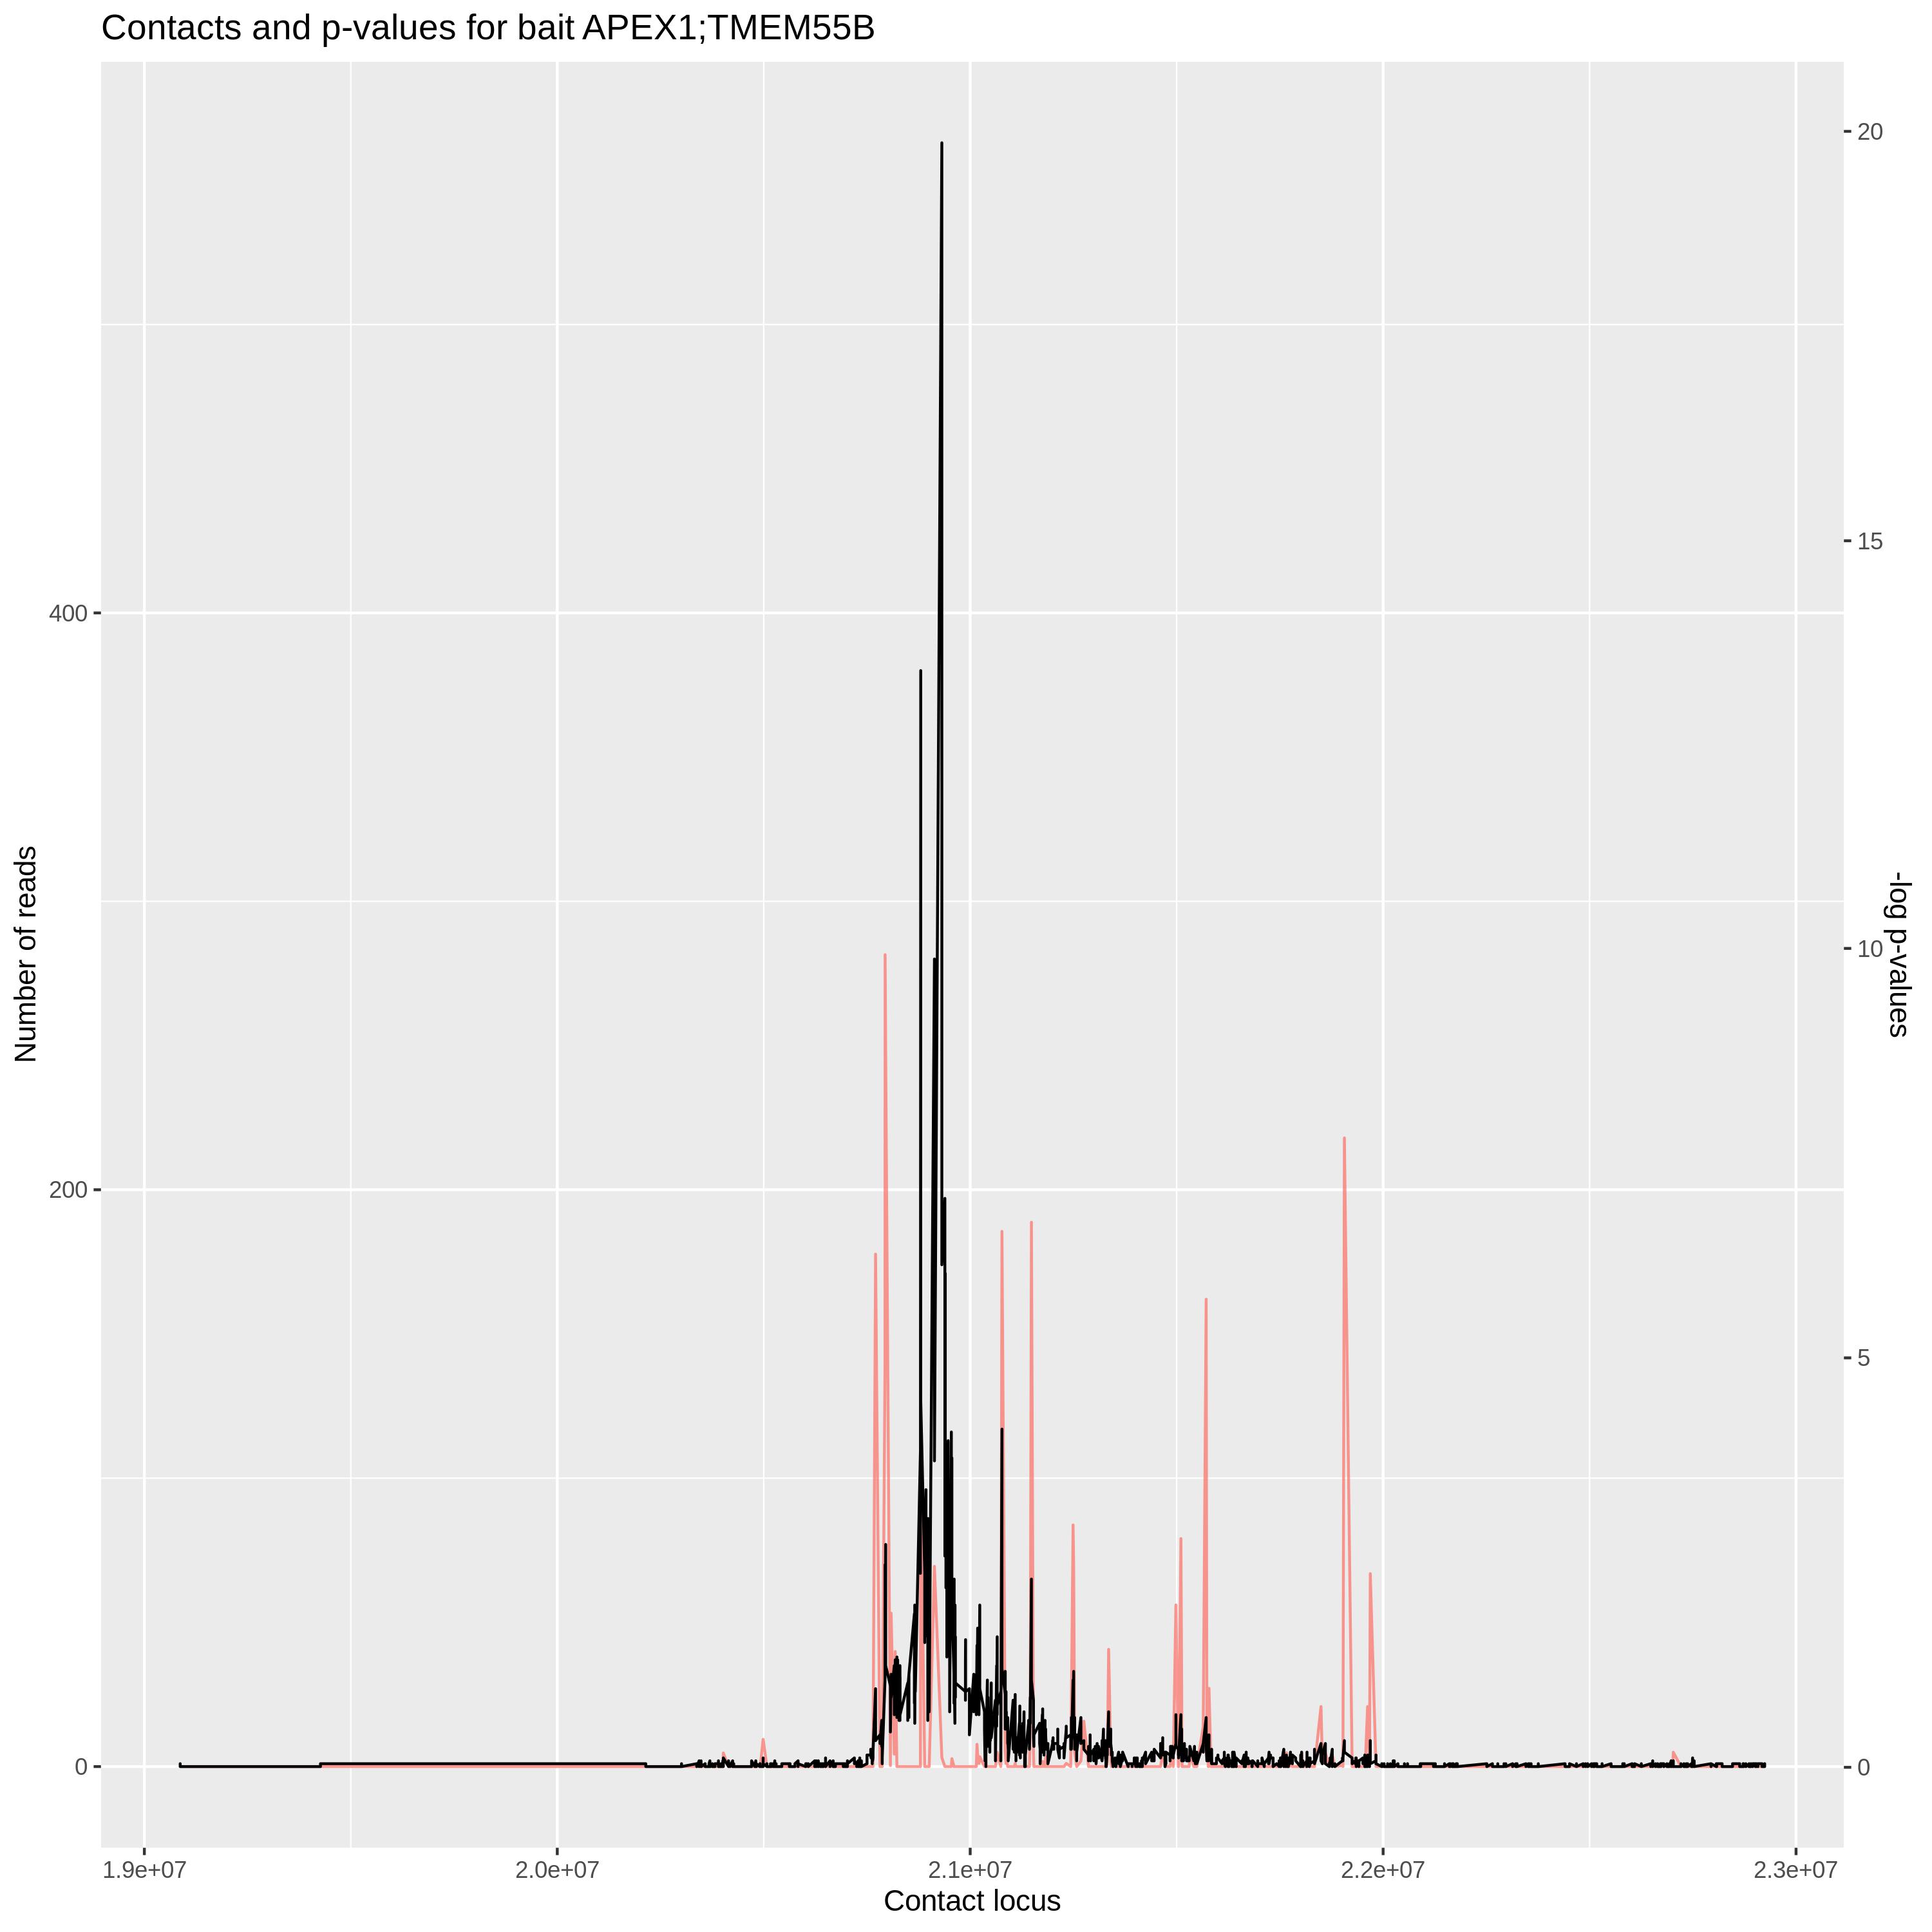 Contacts and p-values for bait APEX1;TMEM55B
Number of reads
400
200
0
20
15
10
5
0
-log p-values
1.9e+07 2.0e+07 2.1e+07 2.2e+07 2.3e+07
Contact locus